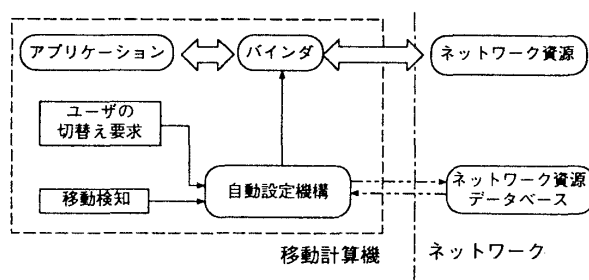 アプリケーション
バインダ
ネットワーク資源
ユーザの
切替え要求
移動検知
自動設定機構
ネットワーク資源
データベース
移動計算機
ネットワーク